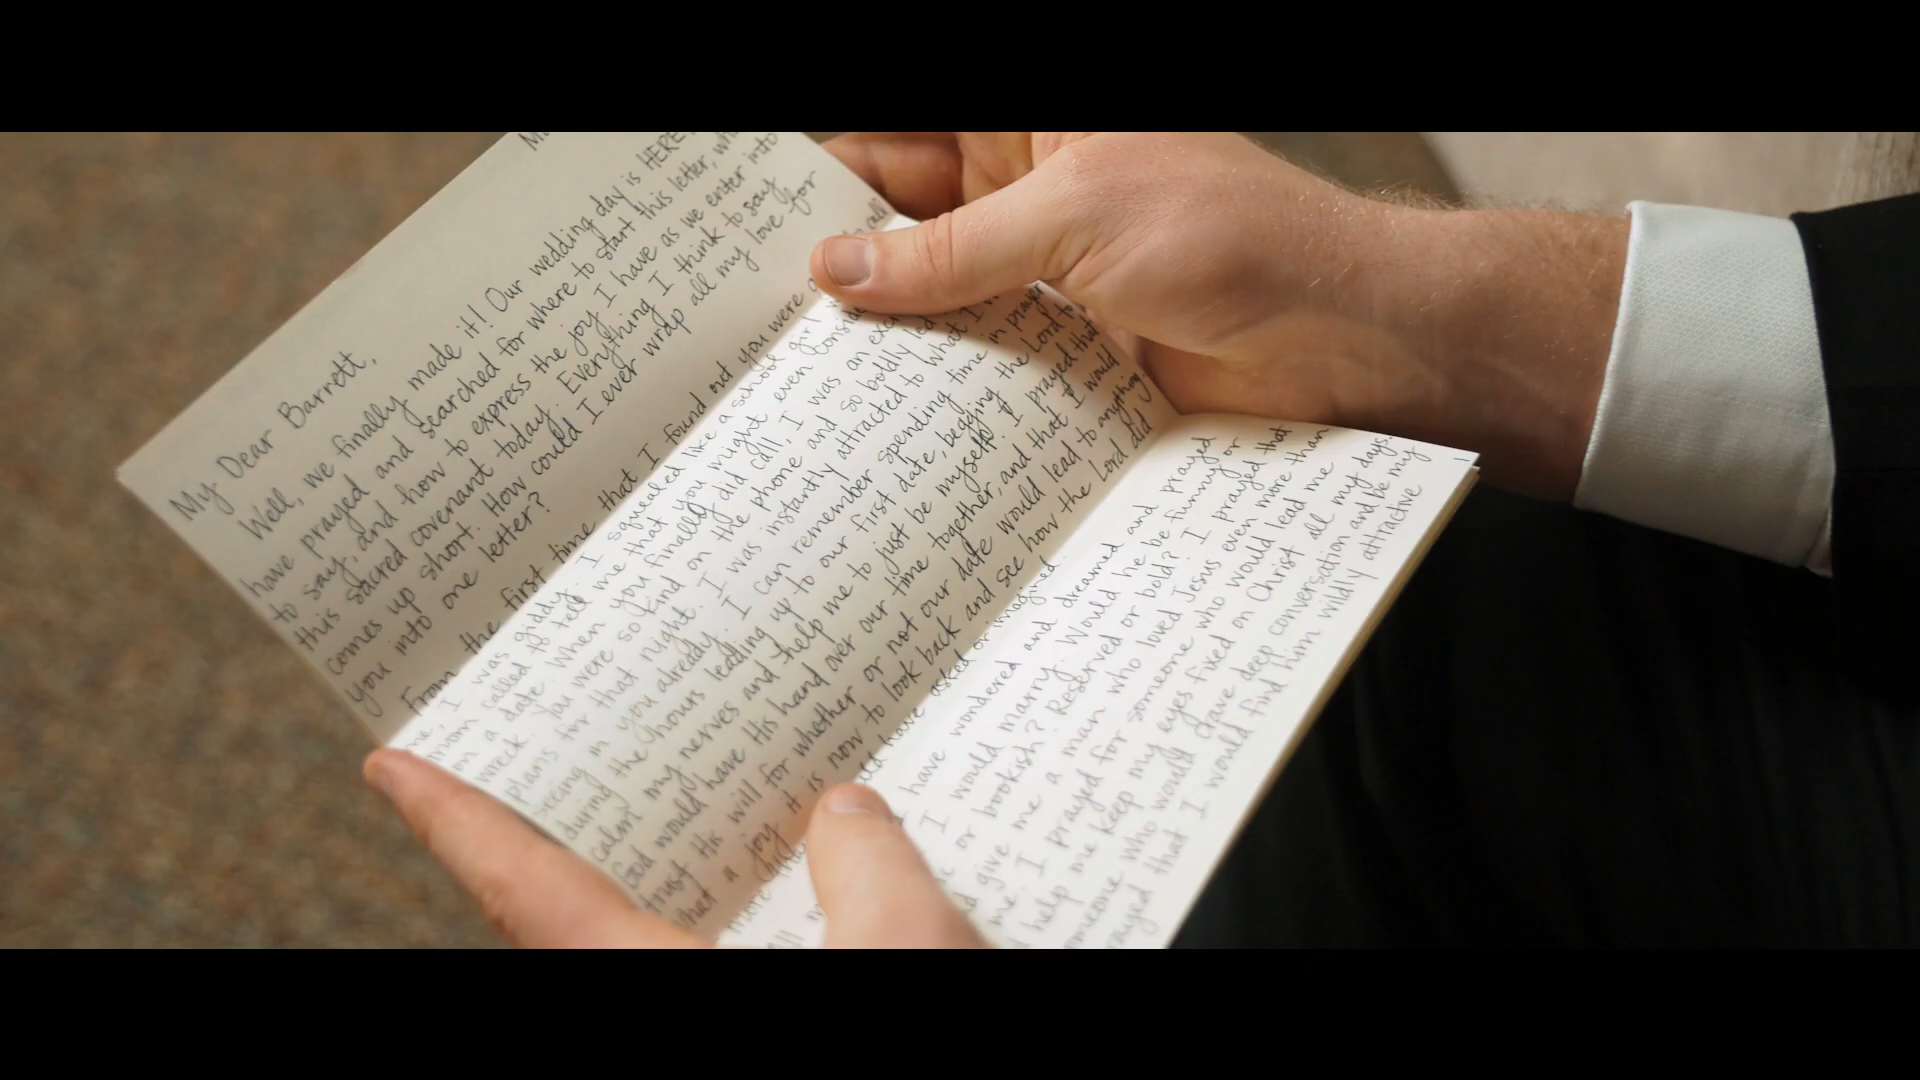 My Dear Barrett,
Well, we finally made it! Our wedding day is HERE!
have prayed and searched for where to start this letter,
to say, and how to express the joy I have as we enter into
this sacred covenant today. Everything I think to say
comes up short. How could I ever wrap all my love for
you into one letter?
From the first time that I found out you were
I was giddy. I squealed like a school girl
called to tell me that you might even
on a date. When you finally did call, I was an
wreck. You were so kind on the phone and so boldly
plans for that night. I was instantly attracted to what I
seeing in you already. I can remember spending time in prayer
during the hours leading up to our first date, begging the Lord to
calm my nerves and help me to just be myself. I prayed that
God would have His hand over our time together, and that I would
trust His will for whether or not our date would lead to anything.
what a joy it is now to look back and see how the Lord did
more have asked or imagined.
I have wondered and dreamed and prayed
I would marry. Would he be funny or
or bookish? Reserved or bold? I prayed that
give me a man who loved Jesus even more than
me. I prayed for someone who would lead me
help me keep my eyes fixed on Christ all my days.
someone who would crave deep conversation and be my
prayed that I would find him wildly attractive